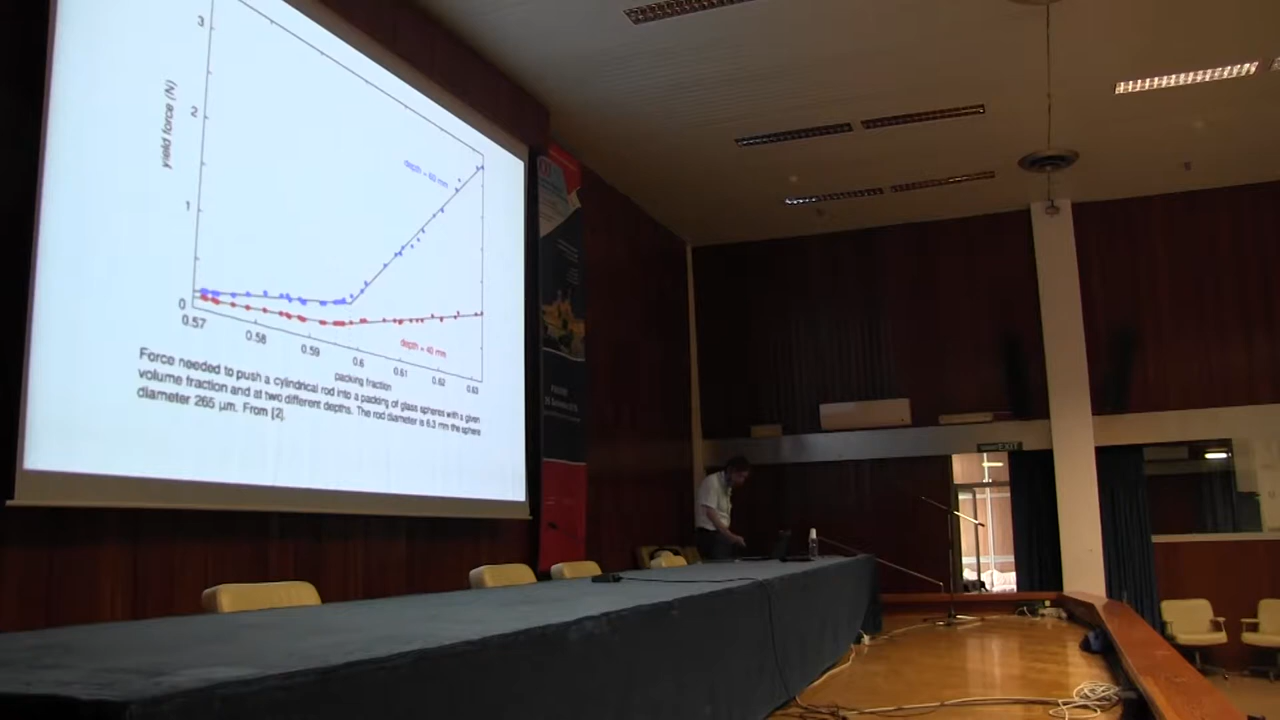 3
2
1
0
yield force (N)
depth = 60 mm
depth = 40 mm
0.57
0.58
0.59
0.6
0.61
0.62
0.63
packing fraction
Force needed to push a cylindrical rod into a packing of glass spheres with a given
volume fraction and at two different depths. The rod diameter is 6.3 mm the sphere
diameter 265 µm. From [2].
EXIT